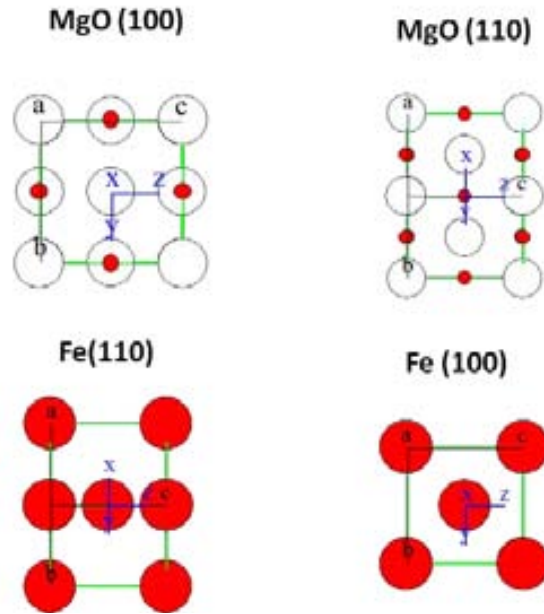 MgO (100)
MgO (110)
a c
X Z
y
b
a
x
z c
y
b
Fe(110)
Fe (100)
a
x
z c
y
b
a c
x z
y
b